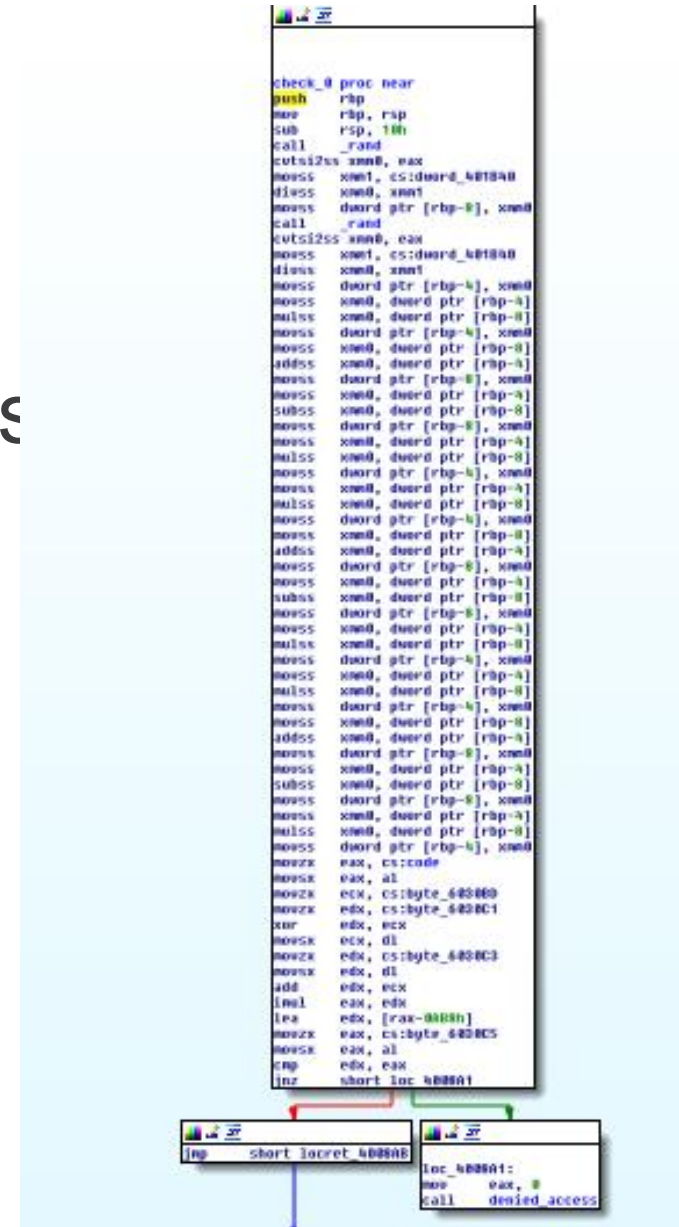 check_0 proc near
push rbp
mov rbp, rsp
sub rsp, 10h
call _rand
cvtsi2ss xmm0, eax
movss xmm1, cs:dword_401840
divss xmm0, xmm1
movss dword ptr [rbp-8], xmm0
call _rand
cvtsi2ss xmm0, eax
movss xmm1, cs:dword_401840
divss xmm0, xmm1
movss dword ptr [rbp-4], xmm0
movss xmm0, dword ptr [rbp-4]
mulss xmm0, dword ptr [rbp-8]
movss dword ptr [rbp-4], xmm0
movss xmm0, dword ptr [rbp-8]
addss xmm0, dword ptr [rbp-4]
movss dword ptr [rbp-8], xmm0
movss xmm0, dword ptr [rbp-4]
subss xmm0, dword ptr [rbp-8]
S
movss dword ptr [rbp-8], xmm0
movss xmm0, dword ptr [rbp-4]
mulss xmm0, dword ptr [rbp-8]
movss dword ptr [rbp-4], xmm0
movss xmm0, dword ptr [rbp-4]
mulss xmm0, dword ptr [rbp-8]
movss dword ptr [rbp-4], xmm0
movss xmm0, dword ptr [rbp-8]
addss xmm0, dword ptr [rbp-4]
movss dword ptr [rbp-8], xmm0
movss xmm0, dword ptr [rbp-4]
subss xmm0, dword ptr [rbp-8]
movss dword ptr [rbp-8], xmm0
movss xmm0, dword ptr [rbp-4]
mulss xmm0, dword ptr [rbp-8]
movss dword ptr [rbp-4], xmm0
movss xmm0, dword ptr [rbp-4]
mulss xmm0, dword ptr [rbp-8]
movss dword ptr [rbp-4], xmm0
movss xmm0, dword ptr [rbp-8]
addss xmm0, dword ptr [rbp-4]
movss dword ptr [rbp-8], xmm0
movss xmm0, dword ptr [rbp-4]
subss xmm0, dword ptr [rbp-8]
movss dword ptr [rbp-8], xmm0
movss xmm0, dword ptr [rbp-4]
mulss xmm0, dword ptr [rbp-8]
movss dword ptr [rbp-4], xmm0
movzx eax, cs:code
movsx eax, al
movzx ecx, cs:byte_6030BD
movzx edx, cs:byte_6030C1
xor edx, ecx
movsx ecx, dl
movzx edx, cs:byte_6030C3
movsx edx, dl
add edx, ecx
imul eax, edx
lea edx,
movzx eax, cs:byte_6030C5
movsx eax, al
cmp edx, eax
jnz short loc_4008A1
jmp short locret_4008AB
loc_4008A1:
mov eax, 0
call denied_access